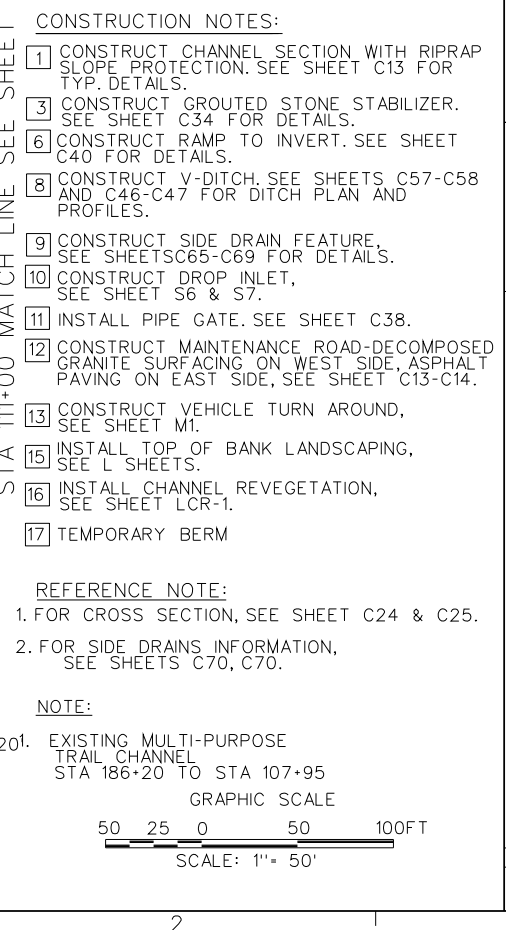 CONSTRUCTION NOTES:
1 CONSTRUCT CHANNEL SECTION WITH RIPRAP
SLOPE PROTECTION. SEE SHEET C13 FOR
TYP. DETAILS.
3 CONSTRUCT GROUTED STONE STABILIZER.
SEE SHEET C34 FOR DETAILS.
6 CONSTRUCT RAMP TO INVERT. SEE SHEET
C40 FOR DETAILS.
8 CONSTRUCT V-DITCH. SEE SHEETS C57-C58
AND C46-C47 FOR DITCH PLAN AND
PROFILES.
9 CONSTRUCT SIDE DRAIN FEATURE,
SEE SHEETSC65-C69 FOR DETAILS.
10 CONSTRUCT DROP INLET,
SEE SHEET S6 & S7.
11 INSTALL PIPE GATE. SEE SHEET C38.
12 CONSTRUCT MAINTENANCE ROAD-DECOMPOSED
GRANITE SURFACING ON WEST SIDE, ASPHALT
PAVING ON EAST SIDE, SEE SHEET C13-C14.
13 CONSTRUCT VEHICLE TURN AROUND,
SEE SHEET M1.
15 INSTALL TOP OF BANK LANDSCAPING,
SEE L SHEETS.
16 INSTALL CHANNEL REVEGETATION,
SEE SHEET LCR-1.
17 TEMPORARY BERM
REFERENCE NOTE:
1. FOR CROSS SECTION, SEE SHEET C24 & C25.
2. FOR SIDE DRAINS INFORMATION,
SEE SHEETS C70, C70.
NOTE:
1. EXISTING MULTI-PURPOSE
TRAIL CHANNEL
STA 186+20 TO STA 107+95
GRAPHIC SCALE
50 25 0 50 100FT
SCALE: 1"= 50'
2
MATCH LINE SEE SHEET